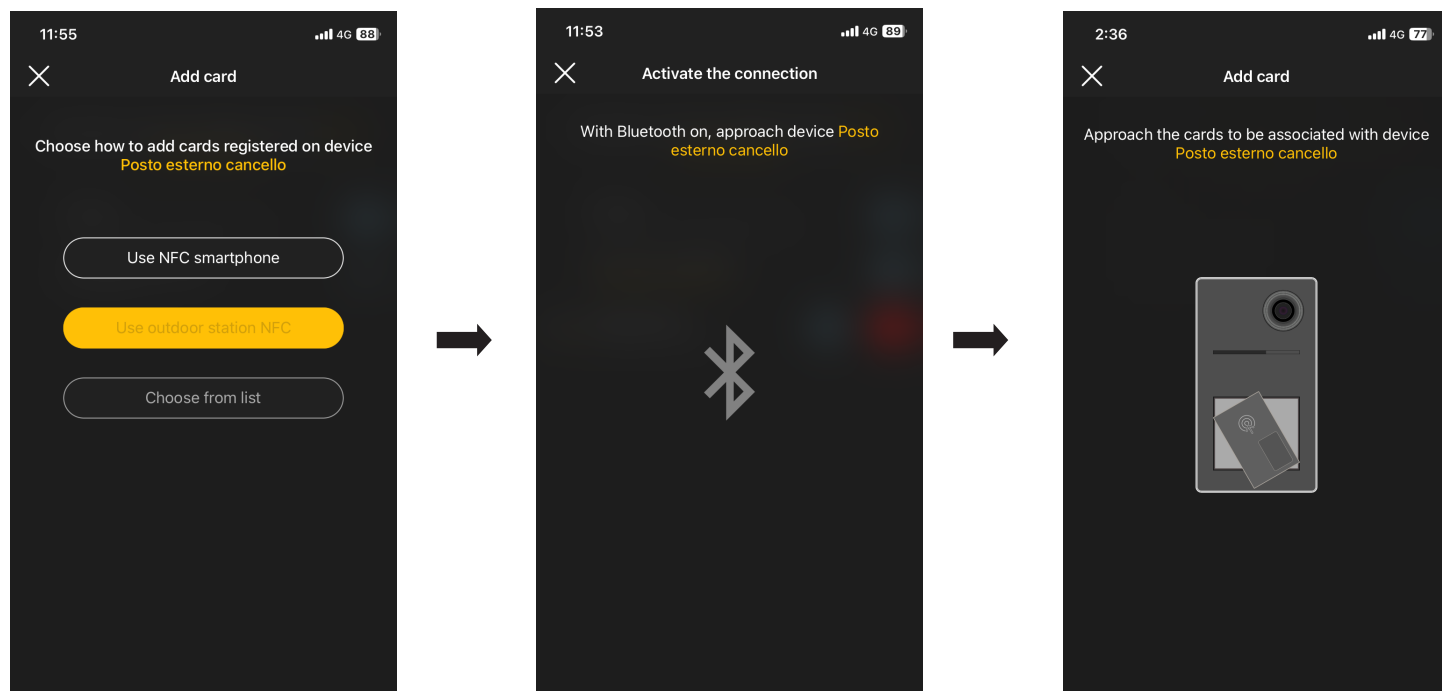 11:55
4G 88
Add card
Choose how to add cards registered on device
Posto esterno cancello
Use NFC smartphone
Use outdoor station NFC
Choose from list
11:53
4G 89
Activate the connection
With Bluetooth on, approach device Posto
esterno cancello
2:36
4G 77
Add card
Approach the cards to be associated with device
Posto esterno cancello